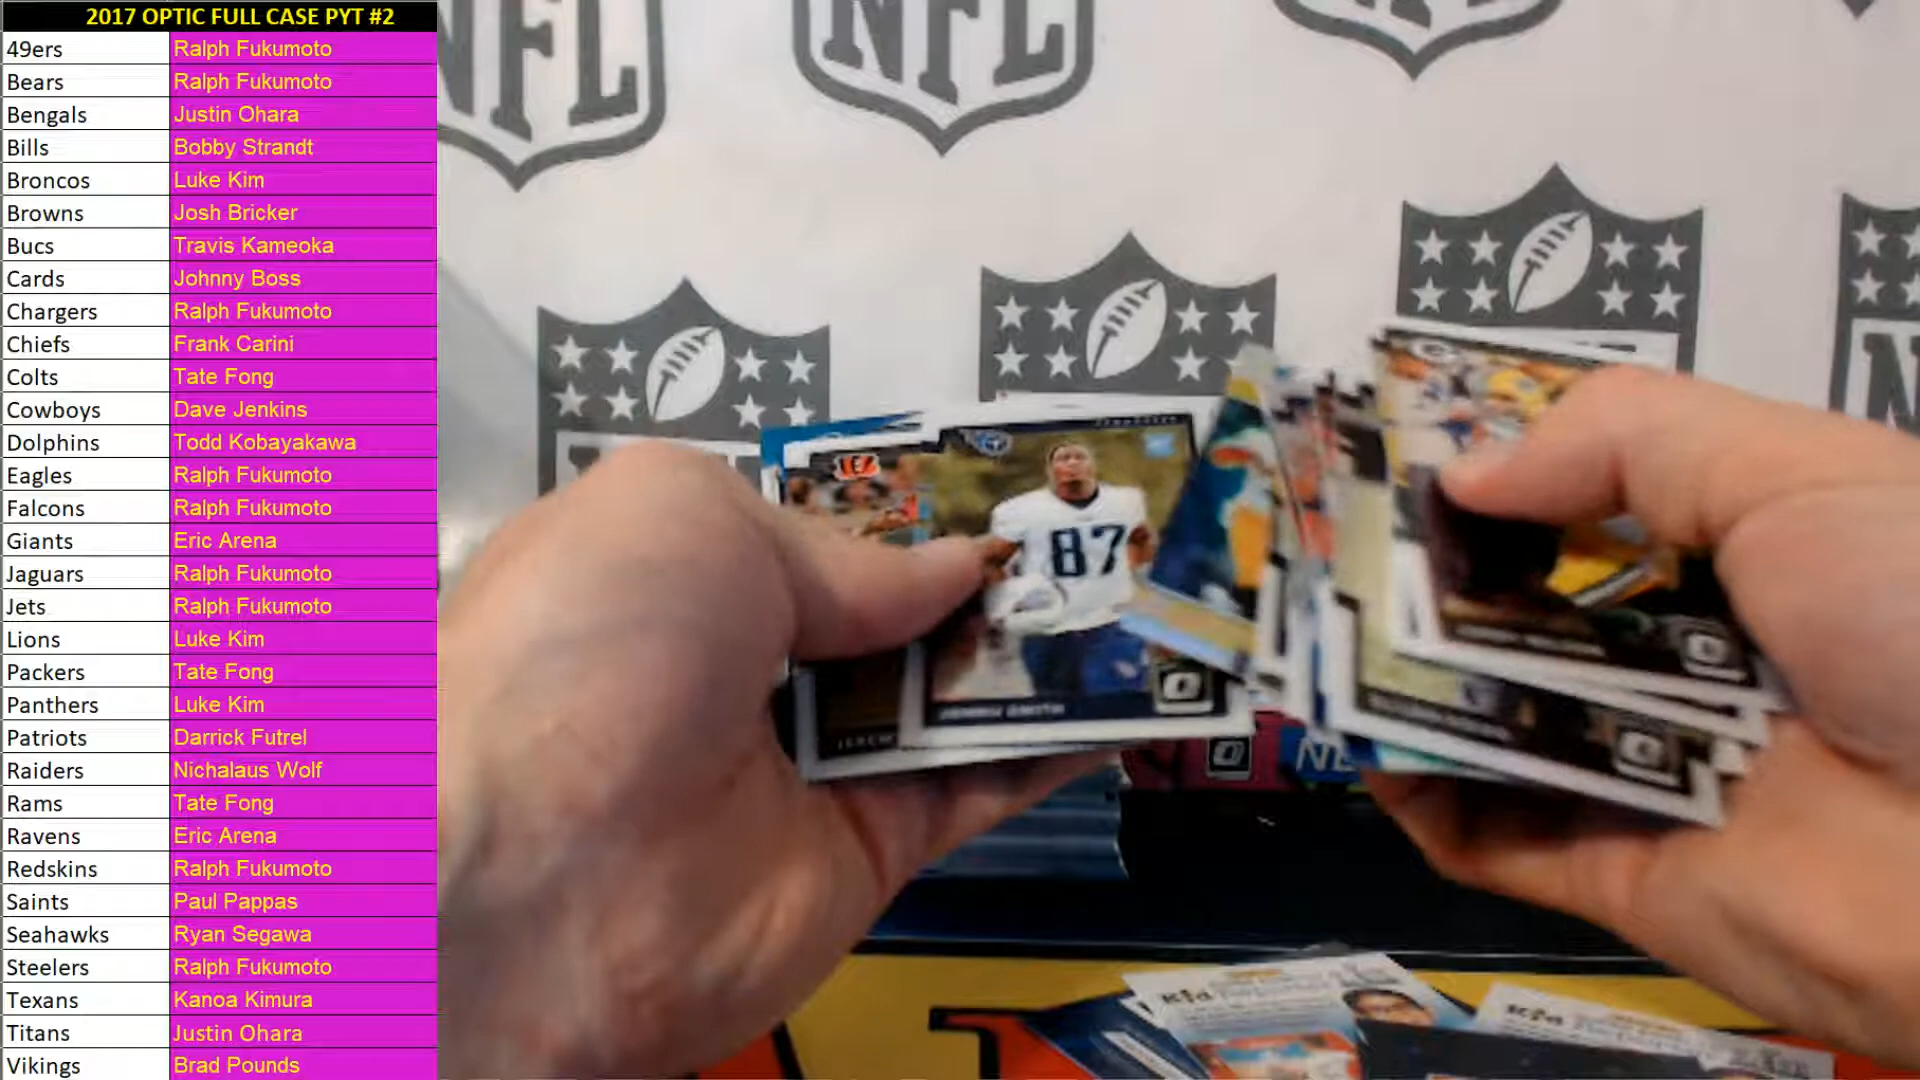 2017 OPTIC FULL CASE PYT #2
49ers Ralph Fukumoto
Bears Ralph Fukumoto
Bengals Justin Ohara
Bills Bobby Strandt
Broncos Luke Kim
Browns Josh Bricker
Bucs Travis Kameoka
Cards Johnny Boss
Chargers Ralph Fukumoto
Chiefs Frank Carini
Colts Tate Fong
Cowboys Dave Jenkins
Dolphins Todd Kobayakawa
Eagles Ralph Fukumoto
Falcons Ralph Fukumoto
Giants Eric Arena
Jaguars Ralph Fukumoto
Jets Ralph Fukumoto
Lions Luke Kim
Packers Tate Fong
Panthers Luke Kim
Patriots Darrick Futrel
Raiders Nichalaus Wolf
Rams Tate Fong
Ravens Eric Arena
Redskins Ralph Fukumoto
Saints Paul Pappas
Seahawks Ryan Segawa
Steelers Ralph Fukumoto
Texans Kanoa Kimura
Titans Justin Ohara
Vikings Brad Pounds
NFL
NFL
87